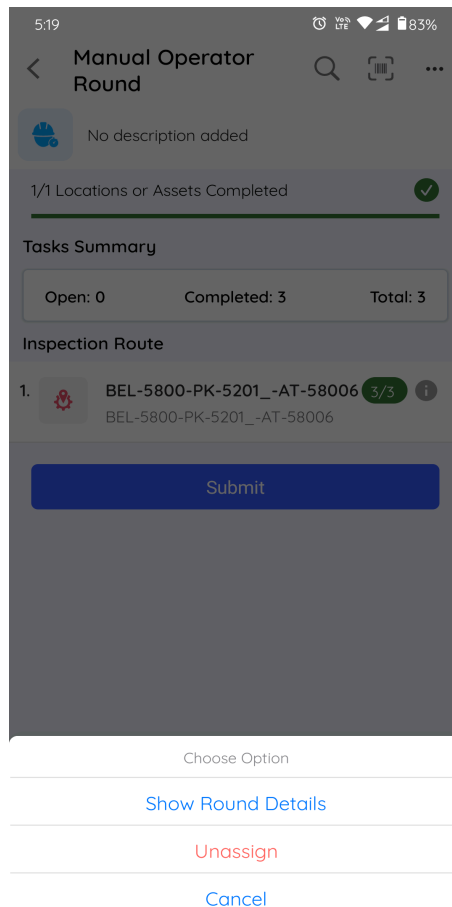 5:19
Vo)) LTE
83%
Manual Operator
Round
No description added
1/1 Locations or Assets Completed
Tasks Summary
Open: 0 Completed: 3 Total: 3
Inspection Route
1. BEL-5800-PK-5201_-AT-58006 3/3 i
BEL-5800-PK-5201_-AT-58006
Submit
Choose Option
Show Round Details
Unassign
Cancel